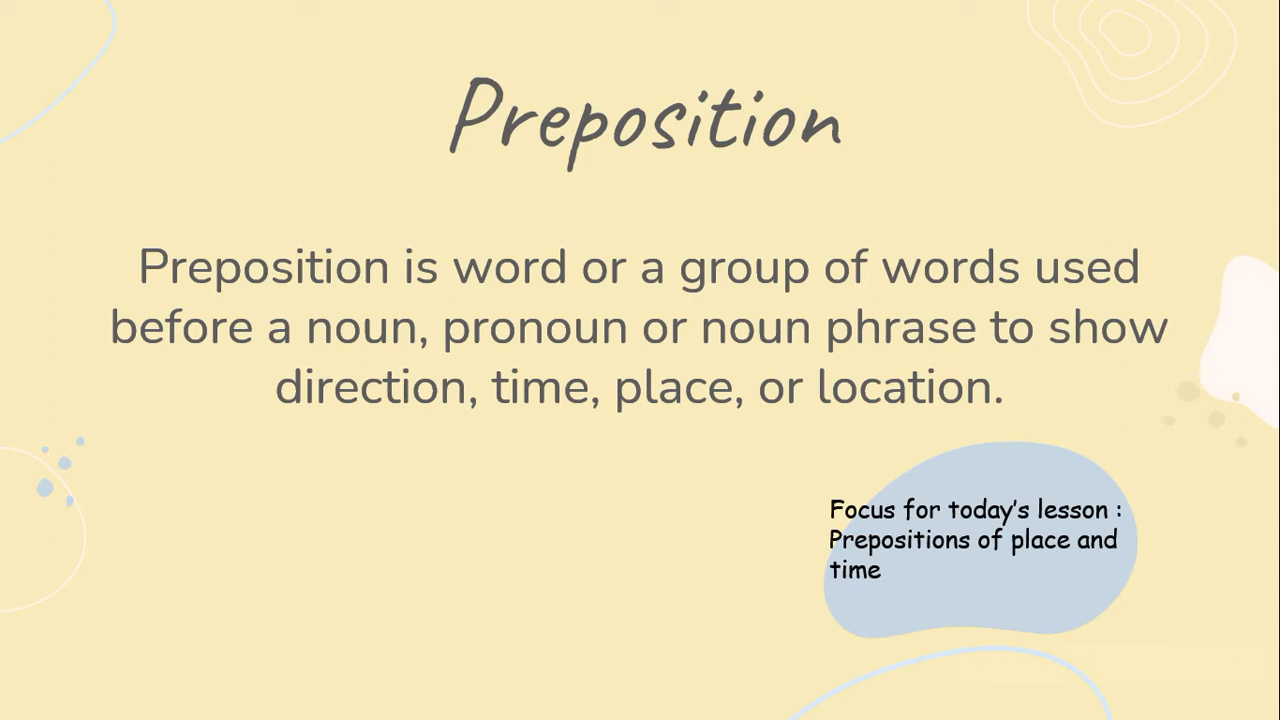 Preposition
Preposition is word or a group of words used
before a noun, pronoun or noun phrase to show
direction, time, place, or location.
Focus for today’s lesson :
Prepositions of place and
time